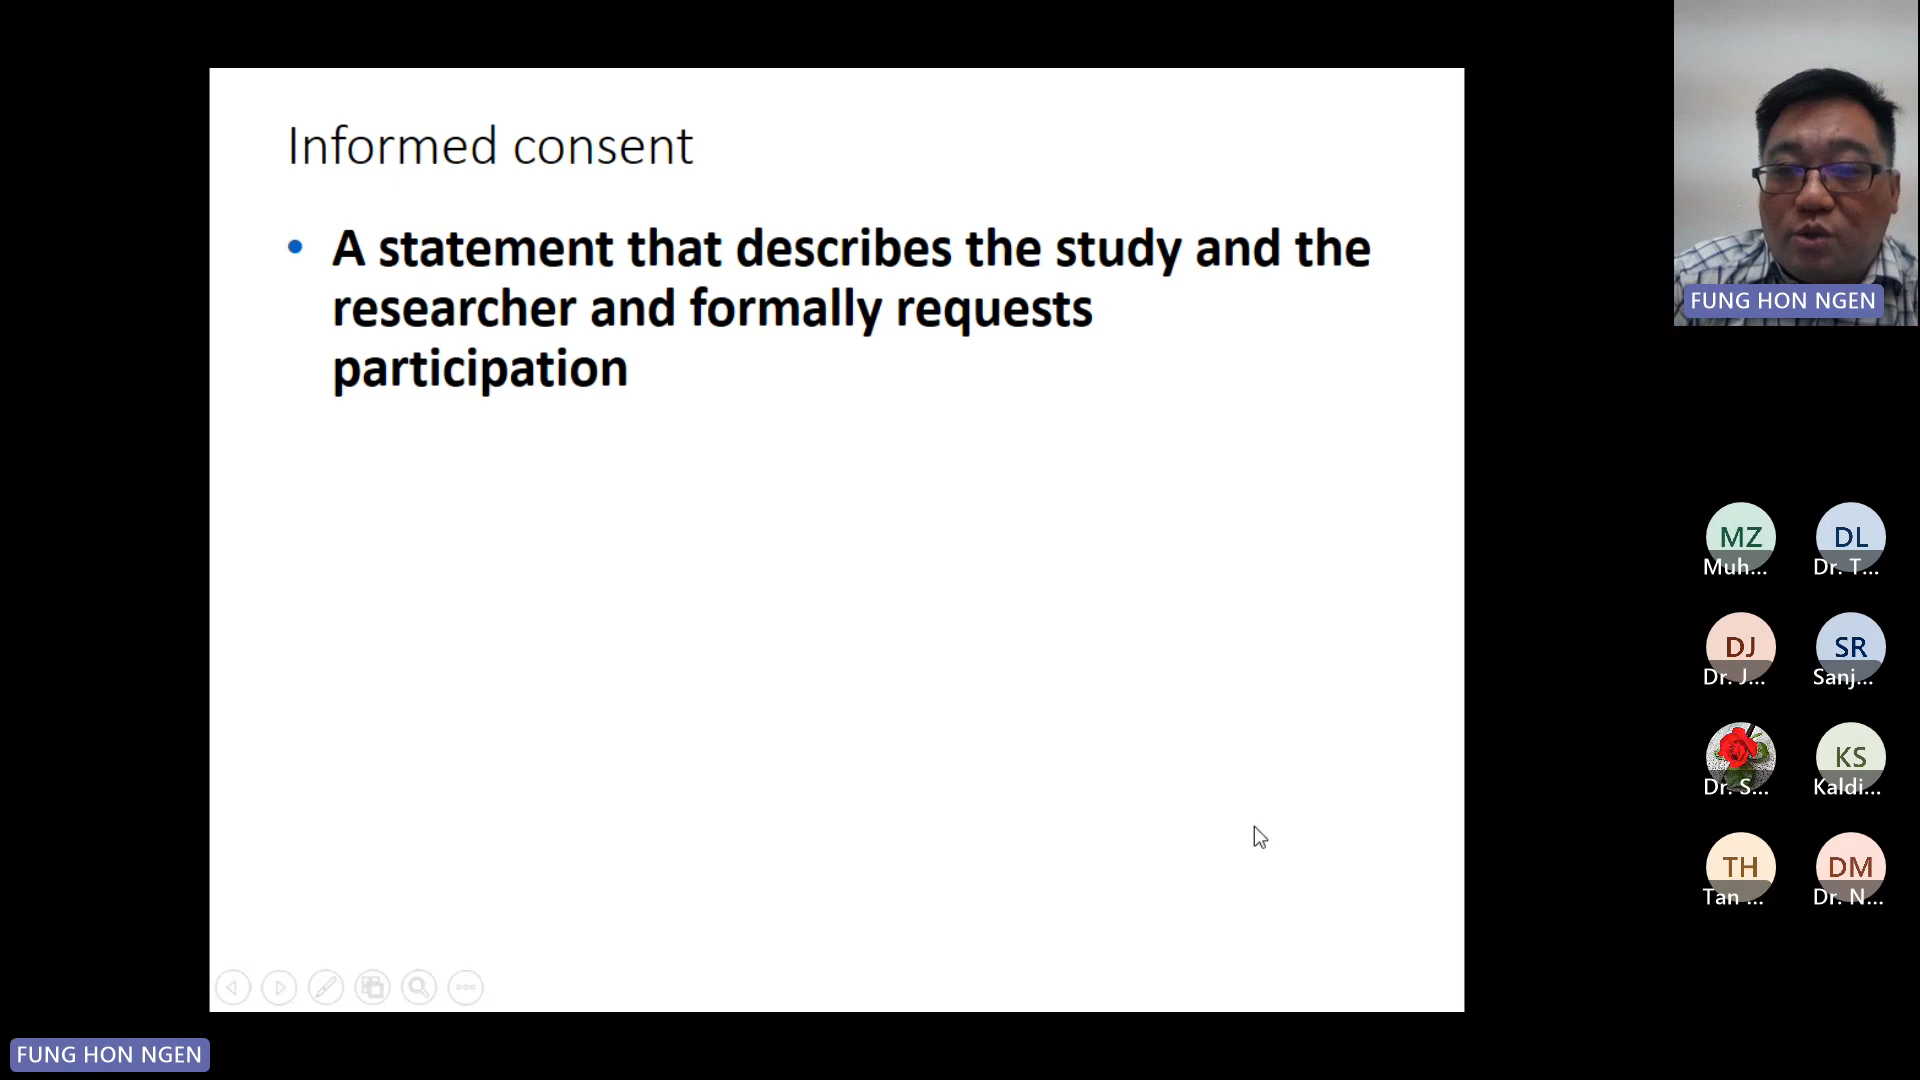 Informed consent
• A statement that describes the study and the
researcher and formally requests
participation
FUNG HON NGEN
MZ
Muh...
DL
Dr. T...
DJ
Dr. J...
SR
Sanj...
Dr. S...
KS
Kaldi...
TH
Tan ...
DM
Dr. N...
FUNG HON NGEN